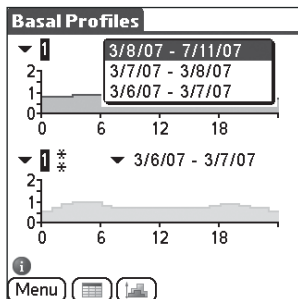 Basal Profiles
1 3/8/07 - 7/11/07
3/7/07 - 3/8/07
3/6/07 - 3/7/07
2
1
0
0 6 12 18
1 ** 3/6/07 - 3/7/07
2
1
0
0 6 12 18
i
Menu